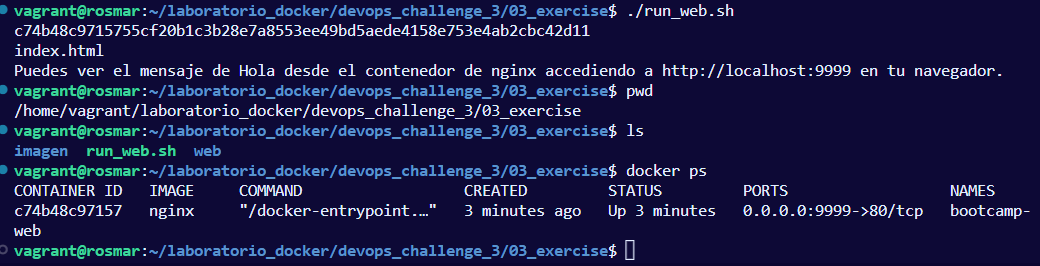 vagrant@rosmar:~/laboratorio_docker/devops_challenge_3/03_exercise$ ./run_web.sh
c74b48c9715755cf20b1c3b28e7a8553ee49bd5aede4158e753e4ab2cbc42d11
index.html
Puedes ver el mensaje de Hola desde el contenedor de nginx accediendo a http://localhost:9999 en tu navegador.
vagrant@rosmar:~/laboratorio_docker/devops_challenge_3/03_exercise$ pwd
/home/vagrant/laboratorio_docker/devops_challenge_3/03_exercise
vagrant@rosmar:~/laboratorio_docker/devops_challenge_3/03_exercise$ ls
imagen  run_web.sh  web
vagrant@rosmar:~/laboratorio_docker/devops_challenge_3/03_exercise$ docker ps
CONTAINER ID   IMAGE     COMMAND                  CREATED         STATUS         PORTS                  NAMES
c74b48c97157   nginx     "/docker-entrypoint.…"   3 minutes ago   Up 3 minutes   0.0.0.0:9999->80/tcp   bootcamp-
web
vagrant@rosmar:~/laboratorio_docker/devops_challenge_3/03_exercise$